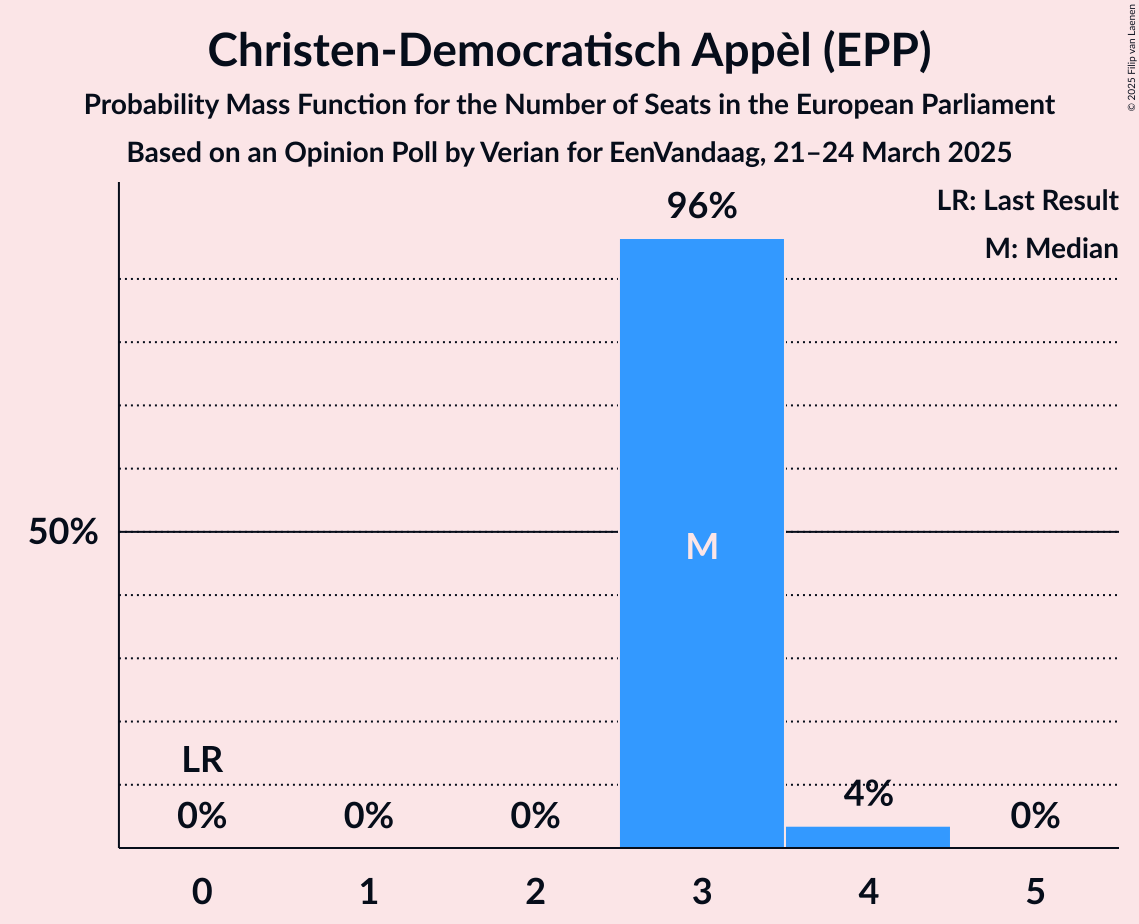 Christen-Democratisch Appèl (EPP)
Probability Mass Function for the Number of Seats in the European Parliament
Based on an Opinion Poll by Verian for EenVandaag, 21–24 March 2025
© 2025 Filip van Laenen
LR: Last Result
M: Median
96%
50%
M
LR
0%
0%
0%
4%
0%
0
1
2
3
4
5